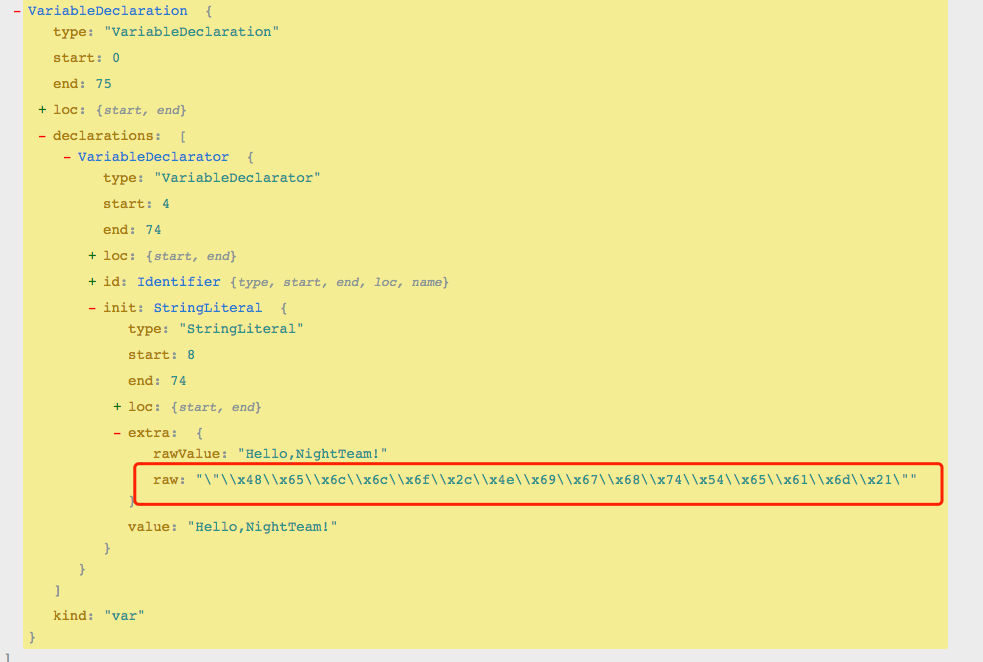 − VariableDeclaration {
type: "VariableDeclaration"
start: 0
end: 75
+ loc: {start, end}
− declarations: [
− VariableDeclarator {
type: "VariableDeclarator"
start: 4
end: 74
+ loc: {start, end}
+ id: Identifier {type, start, end, loc, name}
− init: StringLiteral {
type: "StringLiteral"
start: 8
end: 74
+ loc: {start, end}
− extra: {
rawValue: "Hello,NightTeam!"
raw: "\"\\x48\\x65\\x6c\\x6c\\x6f\\x2c\\x4e\\x69\\x67\\x68\\x74\\x54\\x65\\x61\\x6d\\x21\""
}
value: "Hello,NightTeam!"
}
}
]
kind: "var"
}
]